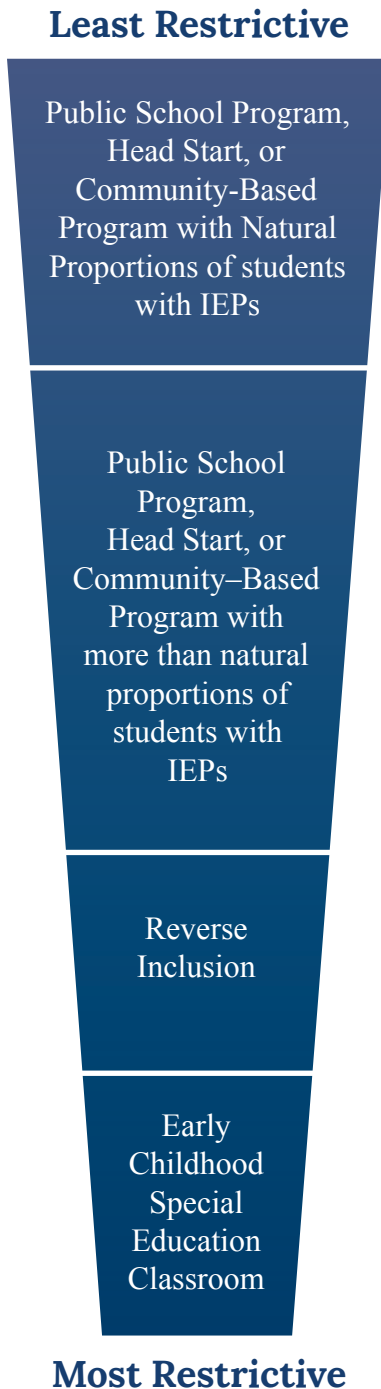 Least Restrictive
Public School Program,
Head Start, or
Community-Based
Program with Natural
Proportions of students
with IEPs
Public School
Program,
Head Start, or
Community–Based
Program with
more than natural
proportions of
students with
IEPs
Reverse
Inclusion
Early
Childhood
Special
Education
Classroom
Most Restrictive